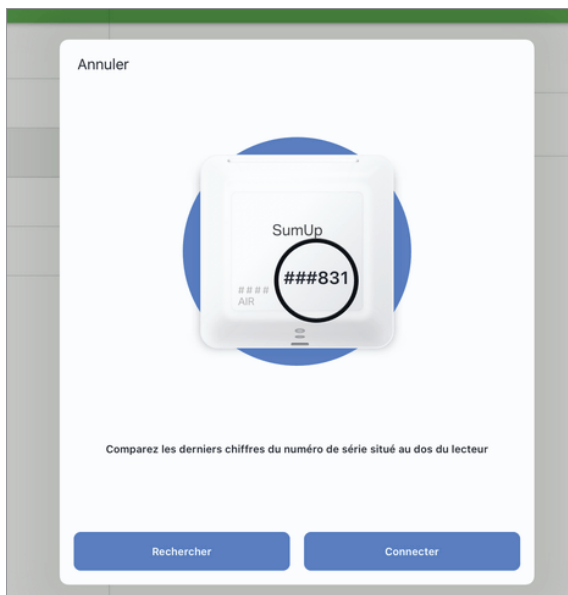 Annuler
SumUp
###831
####
AIR
Comparez les derniers chiffres du numéro de série situé au dos du lecteur
Rechercher
Connecter